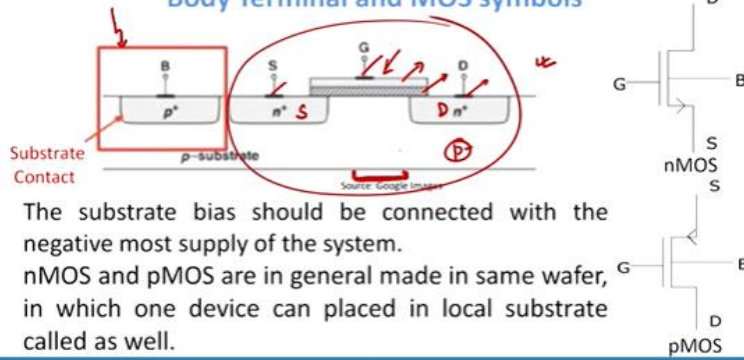 Body Terminal and MOS symbols
D
G
B S G D
G B
p+ n+ S D n+
S
Substrate p-substrate P nMOS
Contact Source: Google Images S
The substrate bias should be connected with the
negative most supply of the system.
nMOS and pMOS are in general made in same wafer, G
in which one device can placed in local substrate
called as well.
D
pMOS